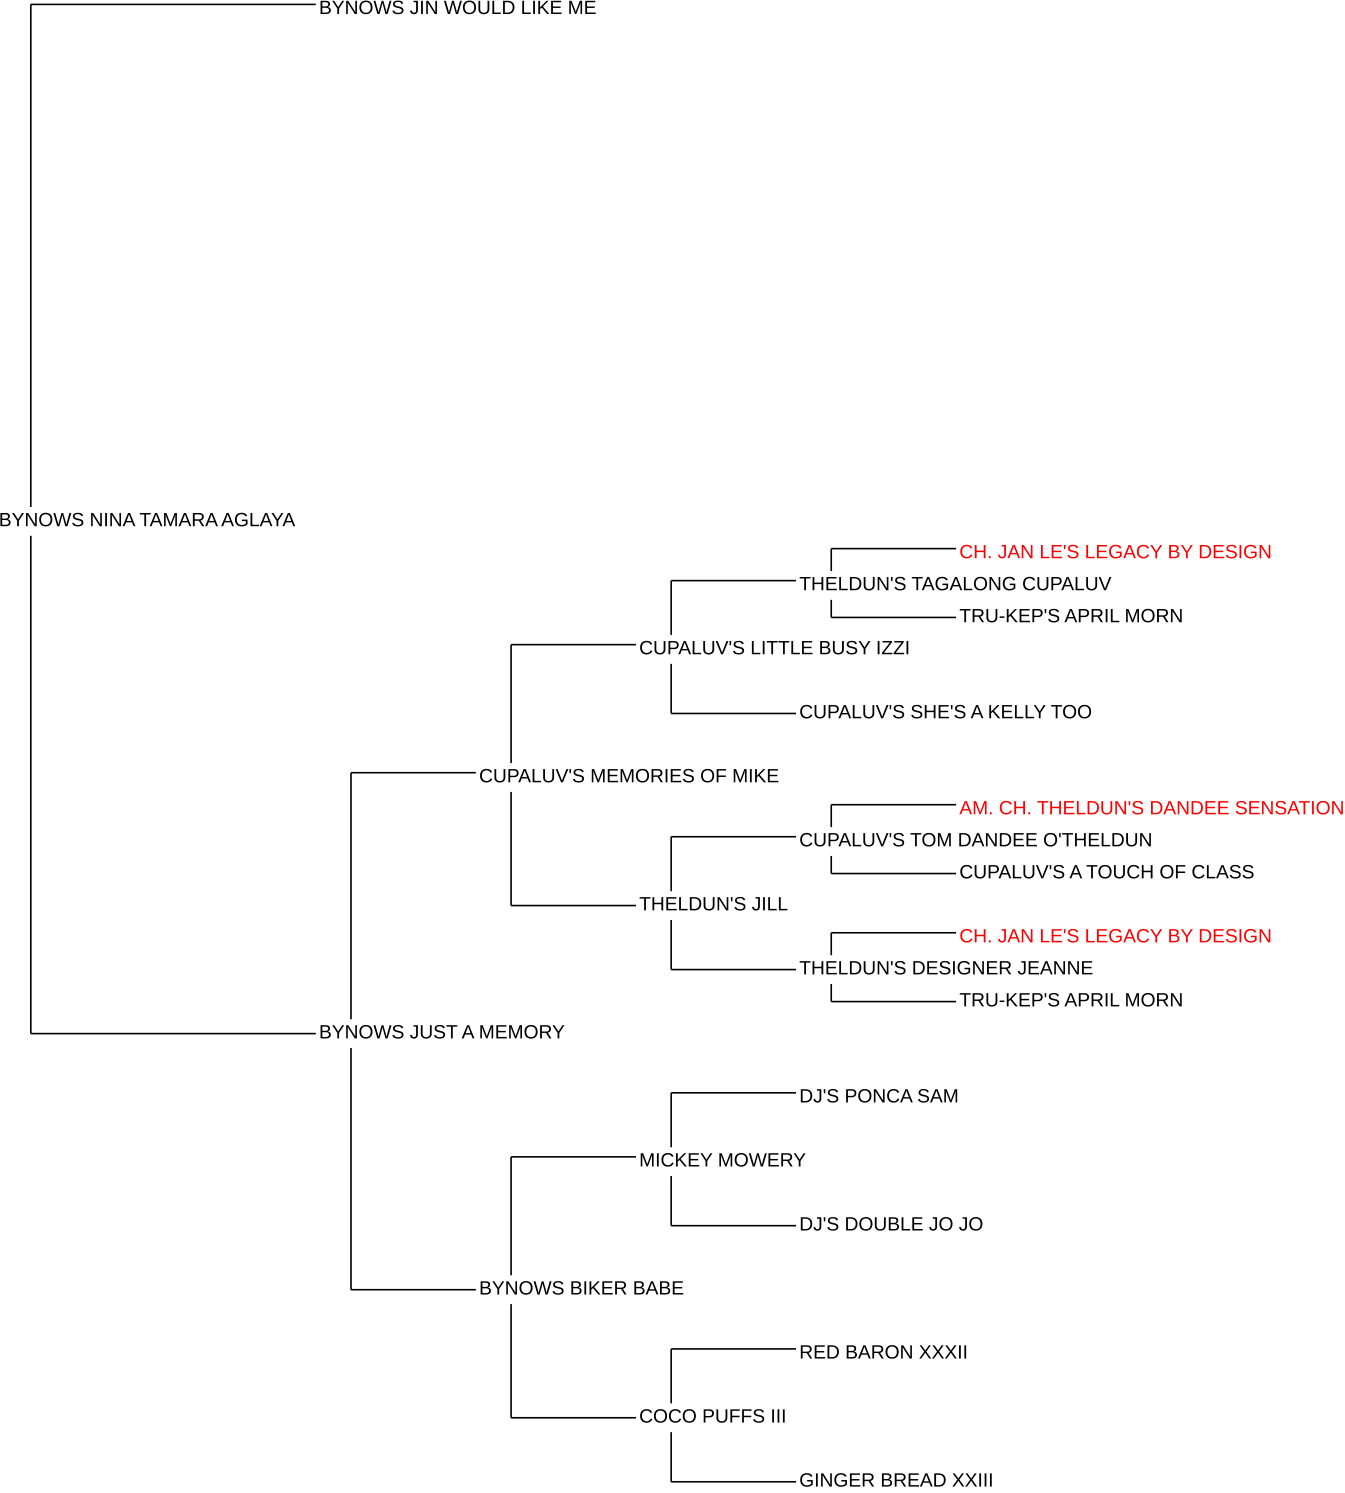 BYNOWS JIN WOULD LIKE ME
BYNOWS NINA TAMARA AGLAYA
CH. JAN LE'S LEGACY BY DESIGN
THELDUN'S TAGALONG CUPALUV
TRU-KEP'S APRIL MORN
CUPALUV'S LITTLE BUSY IZZI
CUPALUV'S SHE'S A KELLY TOO
CUPALUV'S MEMORIES OF MIKE
AM. CH. THELDUN'S DANDEE SENSATION
CUPALUV'S TOM DANDEE O'THELDUN
CUPALUV'S A TOUCH OF CLASS
THELDUN'S JILL
CH. JAN LE'S LEGACY BY DESIGN
THELDUN'S DESIGNER JEANNE
TRU-KEP'S APRIL MORN
BYNOWS JUST A MEMORY
DJ'S PONCA SAM
MICKEY MOWERY
DJ'S DOUBLE JO JO
BYNOWS BIKER BABE
RED BARON XXXII
COCO PUFFS III
GINGER BREAD XXIII